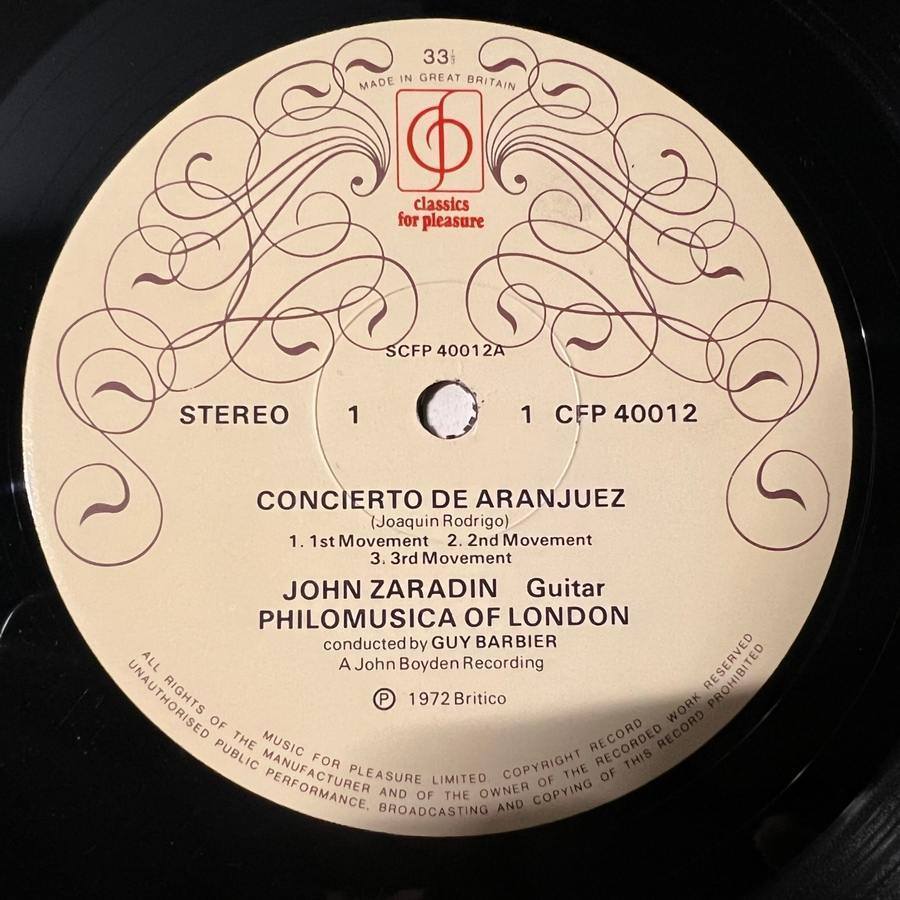 33⅓
MADE IN GREAT BRITAIN
classics
for pleasure
SCFP 40012A
STEREO 1 1 CFP 40012
CONCIERTO DE ARANJUEZ
(Joaquin Rodrigo)
1. 1st Movement 2. 2nd Movement
3. 3rd Movement
JOHN ZARADIN Guitar
PHILOMUSICA OF LONDON
conducted by GUY BARBIER
A John Boyden Recording
Ⓟ 1972 Britico
MUSIC FOR PLEASURE LIMITED. COPYRIGHT RECORD
ALL RIGHTS OF THE MANUFACTURER AND OF THE OWNER OF THE RECORDED WORK RESERVED
UNAUTHORISED PUBLIC PERFORMANCE, BROADCASTING AND COPYING OF THIS RECORD PROHIBITED